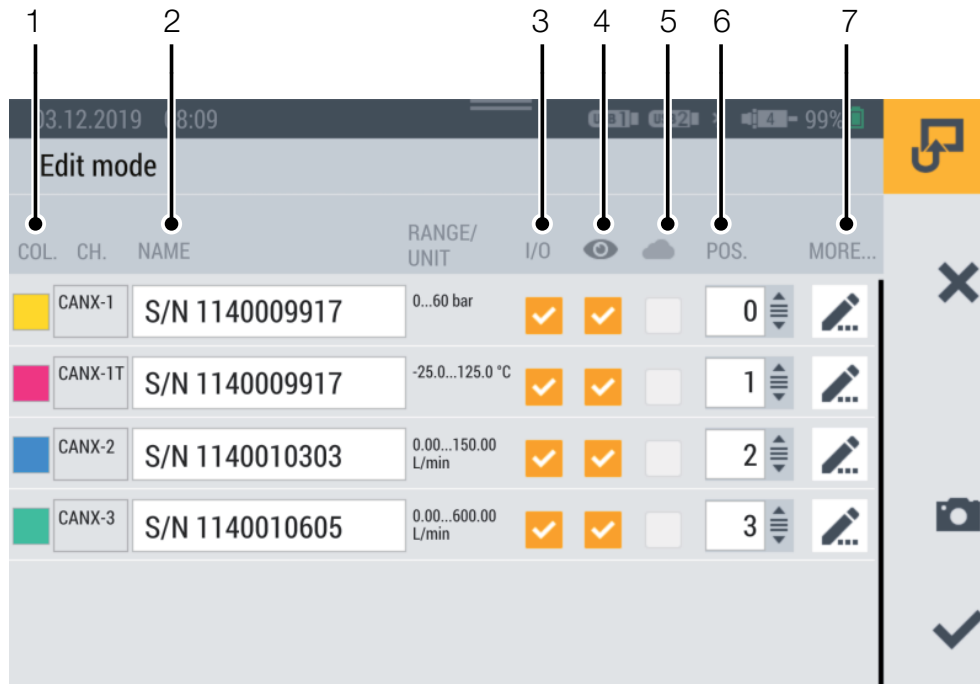 1 2 3 4 5 6 7
03.12.2019 08:09 4 99%
Edit mode
COL. CH. NAME RANGE/ UNIT I/O POS. MORE...
CANX-1 S/N 1140009917 0...60 bar 0
CANX-1T S/N 1140009917 -25.0...125.0 °C 1
CANX-2 S/N 1140010303 0.00...150.00 L/min 2
CANX-3 S/N 1140010605 0.00...600.00 L/min 3